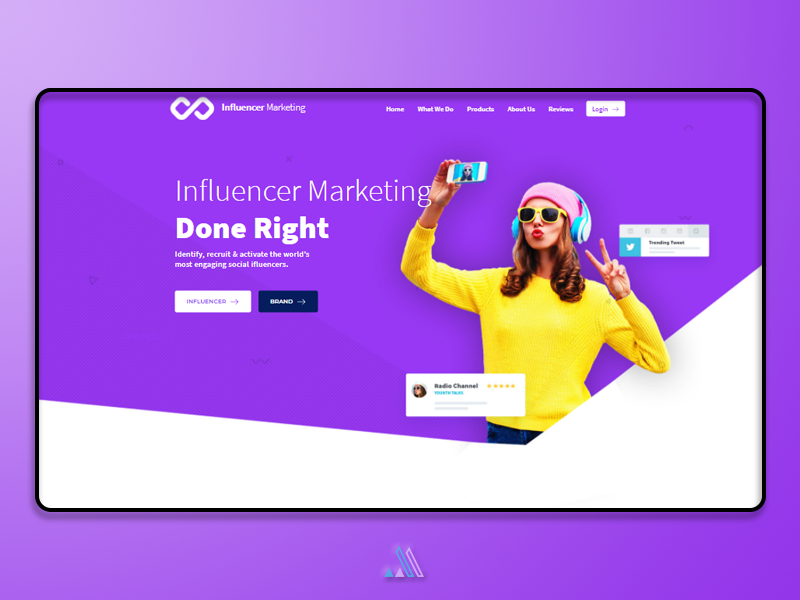 Influencer Marketing
Home What We Do Products About Us Reviews Login
Influencer Marketing
Done Right
Identify, recruit & activate the world's
most engaging social ifluencers.
INFLUENCER
BRAND
Trending Tweet
Radio Channel
YOUHTH TALKS